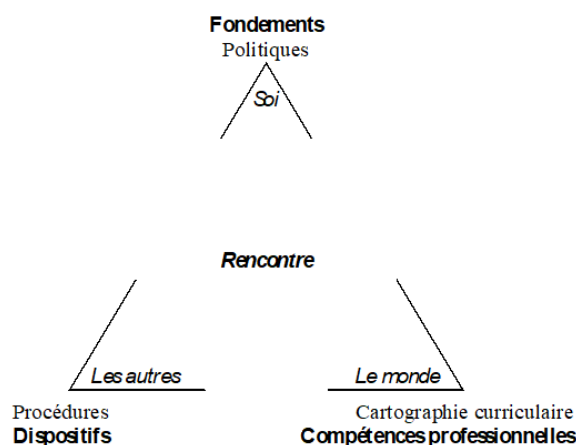 Fondements
Politiques
Soi
Rencontre
Les autres
Le monde
Procédures
Cartographie curriculaire
Dispositifs
Compétences professionnelles